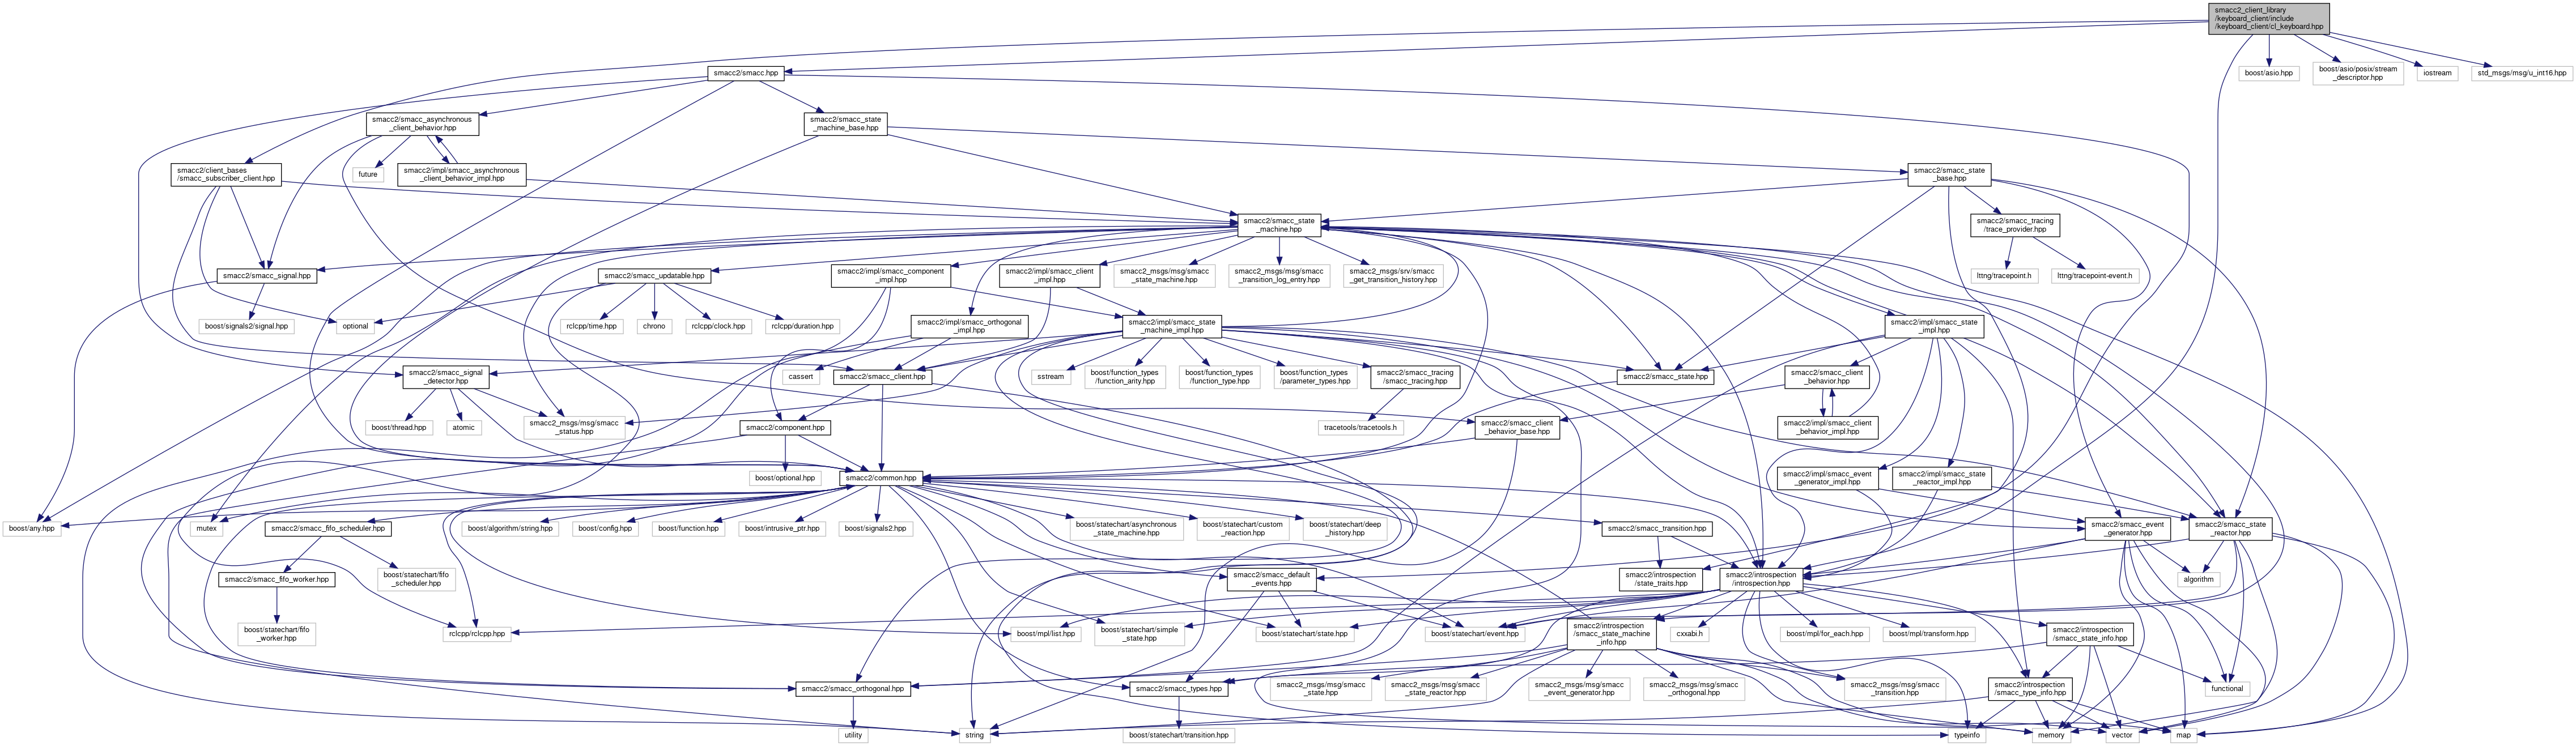 smacc2_client_library
/keyboard_client/include
/keyboard_client/cl_keyboard.hpp
smacc2/smacc.hpp
boost/asio.hpp
boost/asio/posix/stream
_descriptor.hpp
iostream
std_msgs/msg/u_int16.hpp
smacc2/smacc_asynchronous
_client_behavior.hpp
smacc2/smacc_state
_machine_base.hpp
smacc2/client_bases
/smacc_subscriber_client.hpp
future
smacc2/impl/smacc_asynchronous
_client_behavior_impl.hpp
smacc2/smacc_state
_base.hpp
smacc2/smacc_state
_machine.hpp
smacc2/smacc_tracing
/trace_provider.hpp
smacc2/smacc_signal.hpp
smacc2/smacc_updatable.hpp
smacc2/impl/smacc_component
_impl.hpp
smacc2/impl/smacc_client
_impl.hpp
smacc2_msgs/msg/smacc
_state_machine.hpp
smacc2_msgs/msg/smacc
_transition_log_entry.hpp
smacc2_msgs/srv/smacc
_get_transition_history.hpp
lttng/tracepoint.h
lttng/tracepoint-event.h
boost/signals2/signal.hpp
optional
rclcpp/time.hpp
chrono
rclcpp/clock.hpp
rclcpp/duration.hpp
smacc2/impl/smacc_orthogonal
_impl.hpp
smacc2/impl/smacc_state
_machine_impl.hpp
smacc2/impl/smacc_state
_impl.hpp
smacc2/smacc_signal
_detector.hpp
cassert
smacc2/smacc_client.hpp
sstream
boost/function_types
/function_arity.hpp
boost/function_types
/function_type.hpp
boost/function_types
/parameter_types.hpp
smacc2/smacc_tracing
/smacc_tracing.hpp
smacc2/smacc_state.hpp
smacc2/smacc_client
_behavior.hpp
boost/thread.hpp
atomic
smacc2_msgs/msg/smacc
_status.hpp
smacc2/component.hpp
tracetools/tracetools.h
smacc2/smacc_client
_behavior_base.hpp
smacc2/impl/smacc_client
_behavior_impl.hpp
boost/optional.hpp
smacc2/common.hpp
smacc2/impl/smacc_event
_generator_impl.hpp
smacc2/impl/smacc_state
_reactor_impl.hpp
boost/any.hpp
mutex
smacc2/smacc_fifo_scheduler.hpp
boost/algorithm/string.hpp
boost/config.hpp
boost/function.hpp
boost/intrusive_ptr.hpp
boost/signals2.hpp
boost/statechart/asynchronous
_state_machine.hpp
boost/statechart/custom
_reaction.hpp
boost/statechart/deep
_history.hpp
smacc2/smacc_transition.hpp
smacc2/smacc_event
_generator.hpp
smacc2/smacc_state
_reactor.hpp
smacc2/smacc_fifo_worker.hpp
boost/statechart/fifo
_scheduler.hpp
smacc2/smacc_default
_events.hpp
smacc2/introspection
/state_traits.hpp
smacc2/introspection
/introspection.hpp
algorithm
boost/statechart/fifo
_worker.hpp
rclcpp/rclcpp.hpp
boost/mpl/list.hpp
boost/statechart/simple
_state.hpp
boost/statechart/state.hpp
boost/statechart/event.hpp
smacc2/introspection
/smacc_state_machine
_info.hpp
cxxabi.h
boost/mpl/for_each.hpp
boost/mpl/transform.hpp
smacc2/introspection
/smacc_state_info.hpp
smacc2/smacc_orthogonal.hpp
smacc2/smacc_types.hpp
smacc2_msgs/msg/smacc
_state.hpp
smacc2_msgs/msg/smacc
_state_reactor.hpp
smacc2_msgs/msg/smacc
_event_generator.hpp
smacc2_msgs/msg/smacc
_orthogonal.hpp
smacc2_msgs/msg/smacc
_transition.hpp
smacc2/introspection
/smacc_type_info.hpp
functional
utility
string
boost/statechart/transition.hpp
typeinfo
memory
vector
map